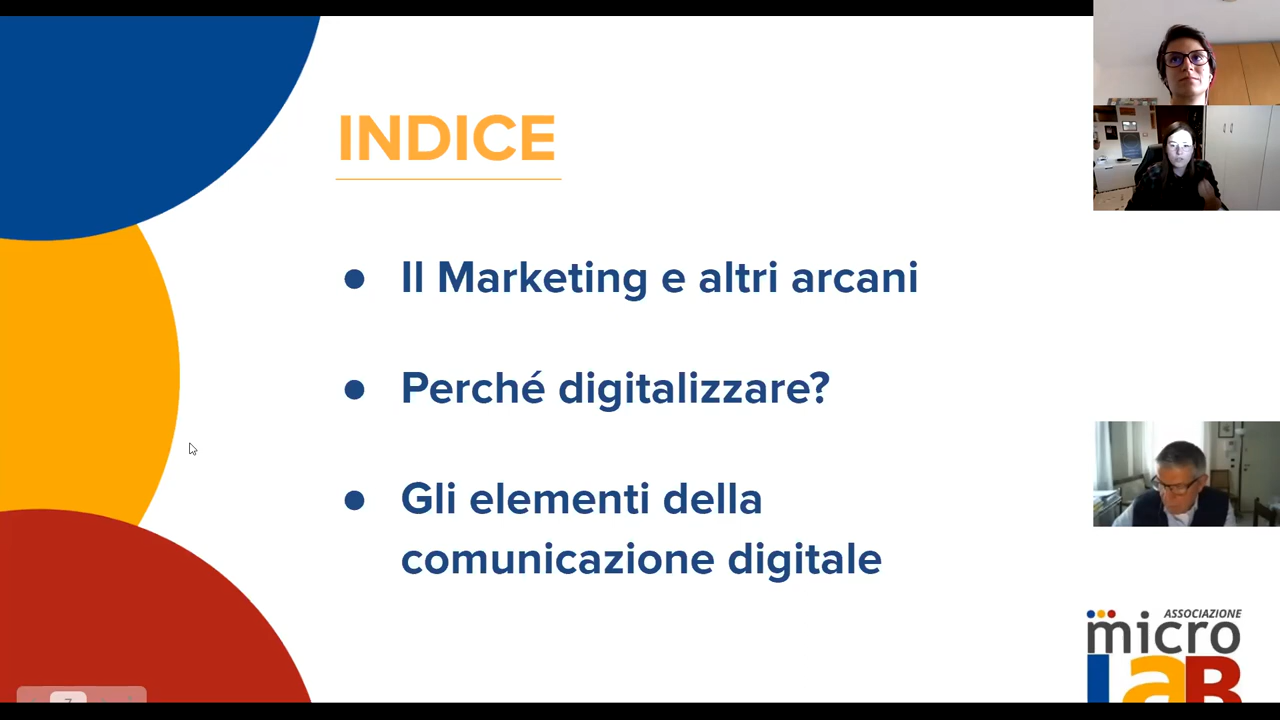 INDICE
● Il Marketing e altri arcani
● Perché digitalizzare?
● Gli elementi della
comunicazione digitale
ASSOCIAZIONE
micro
LaB